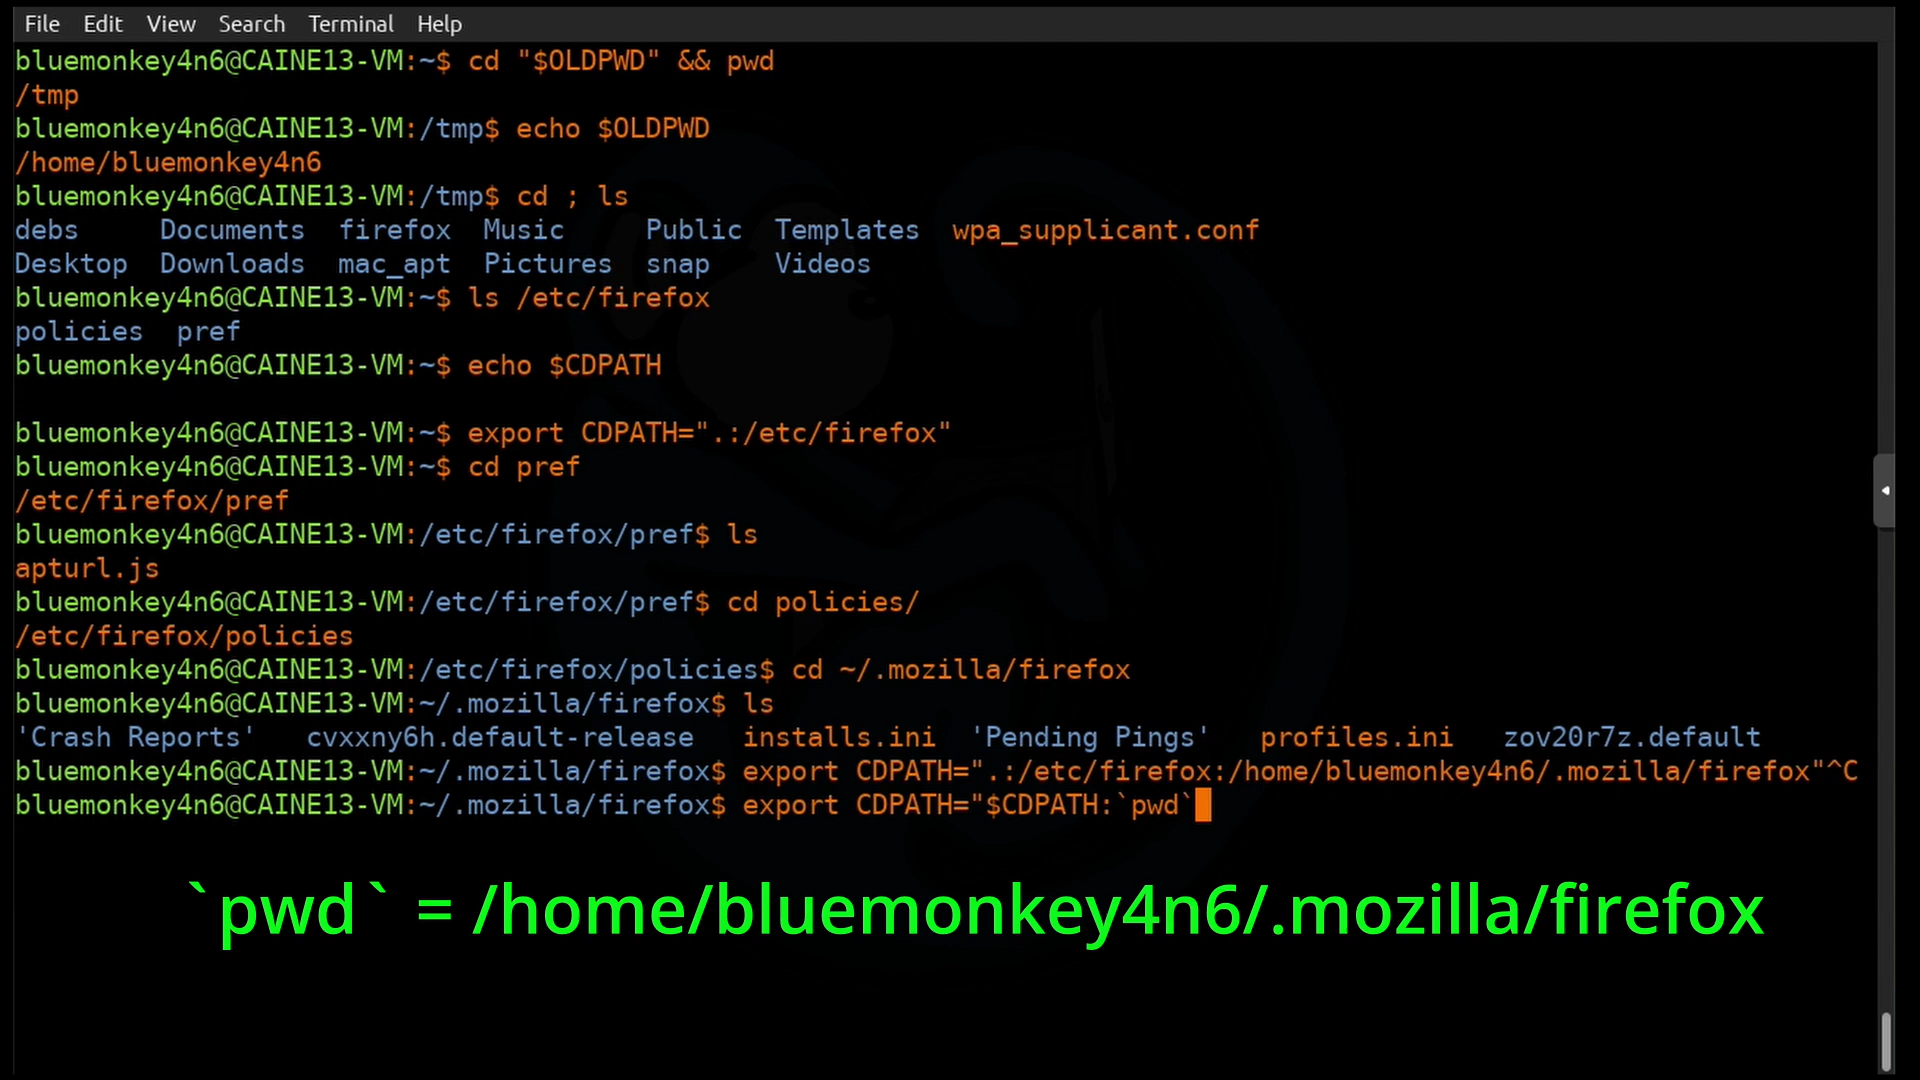 File Edit View Search Terminal Help
bluemonkey4n6@CAINE13-VM:~$ cd "$OLDPWD" && pwd
/tmp
bluemonkey4n6@CAINE13-VM:/tmp$ echo $OLDPWD
/home/bluemonkey4n6
bluemonkey4n6@CAINE13-VM:/tmp$ cd ; ls
debs Documents firefox Music Public Templates wpa_supplicant.conf
Desktop Downloads mac_apt Pictures snap Videos
bluemonkey4n6@CAINE13-VM:~$ ls /etc/firefox
policies pref
bluemonkey4n6@CAINE13-VM:~$ echo $CDPATH
bluemonkey4n6@CAINE13-VM:~$ export CDPATH=".:/etc/firefox"
bluemonkey4n6@CAINE13-VM:~$ cd pref
/etc/firefox/pref
bluemonkey4n6@CAINE13-VM:/etc/firefox/pref$ ls
apturl.js
bluemonkey4n6@CAINE13-VM:/etc/firefox/pref$ cd policies/
/etc/firefox/policies
bluemonkey4n6@CAINE13-VM:/etc/firefox/policies$ cd ~/.mozilla/firefox
bluemonkey4n6@CAINE13-VM:~/.mozilla/firefox$ ls
'Crash Reports' cvxxny6h.default-release installs.ini 'Pending Pings' profiles.ini zov20r7z.default
bluemonkey4n6@CAINE13-VM:~/.mozilla/firefox$ export CDPATH=".:/etc/firefox:/home/bluemonkey4n6/.mozilla/firefox"^C
bluemonkey4n6@CAINE13-VM:~/.mozilla/firefox$ export CDPATH="$CDPATH:`pwd`
`pwd` = /home/bluemonkey4n6/.mozilla/firefox